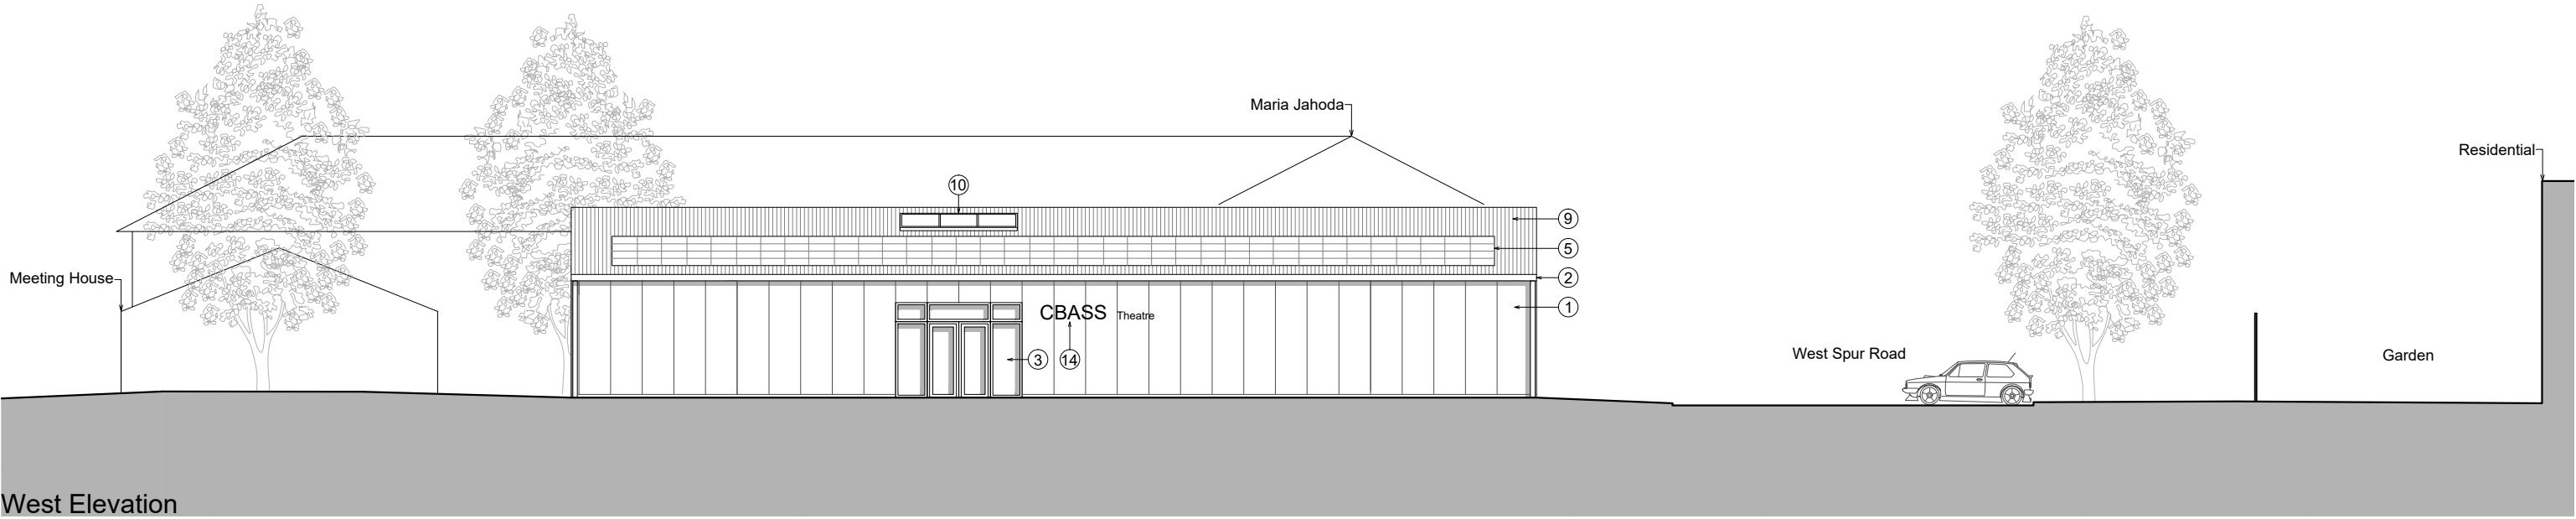 Maria Jahoda
Residential
10
9
5
Meeting House
2
1
CBASS Theatre
3
14
West Spur Road
Garden
West Elevation